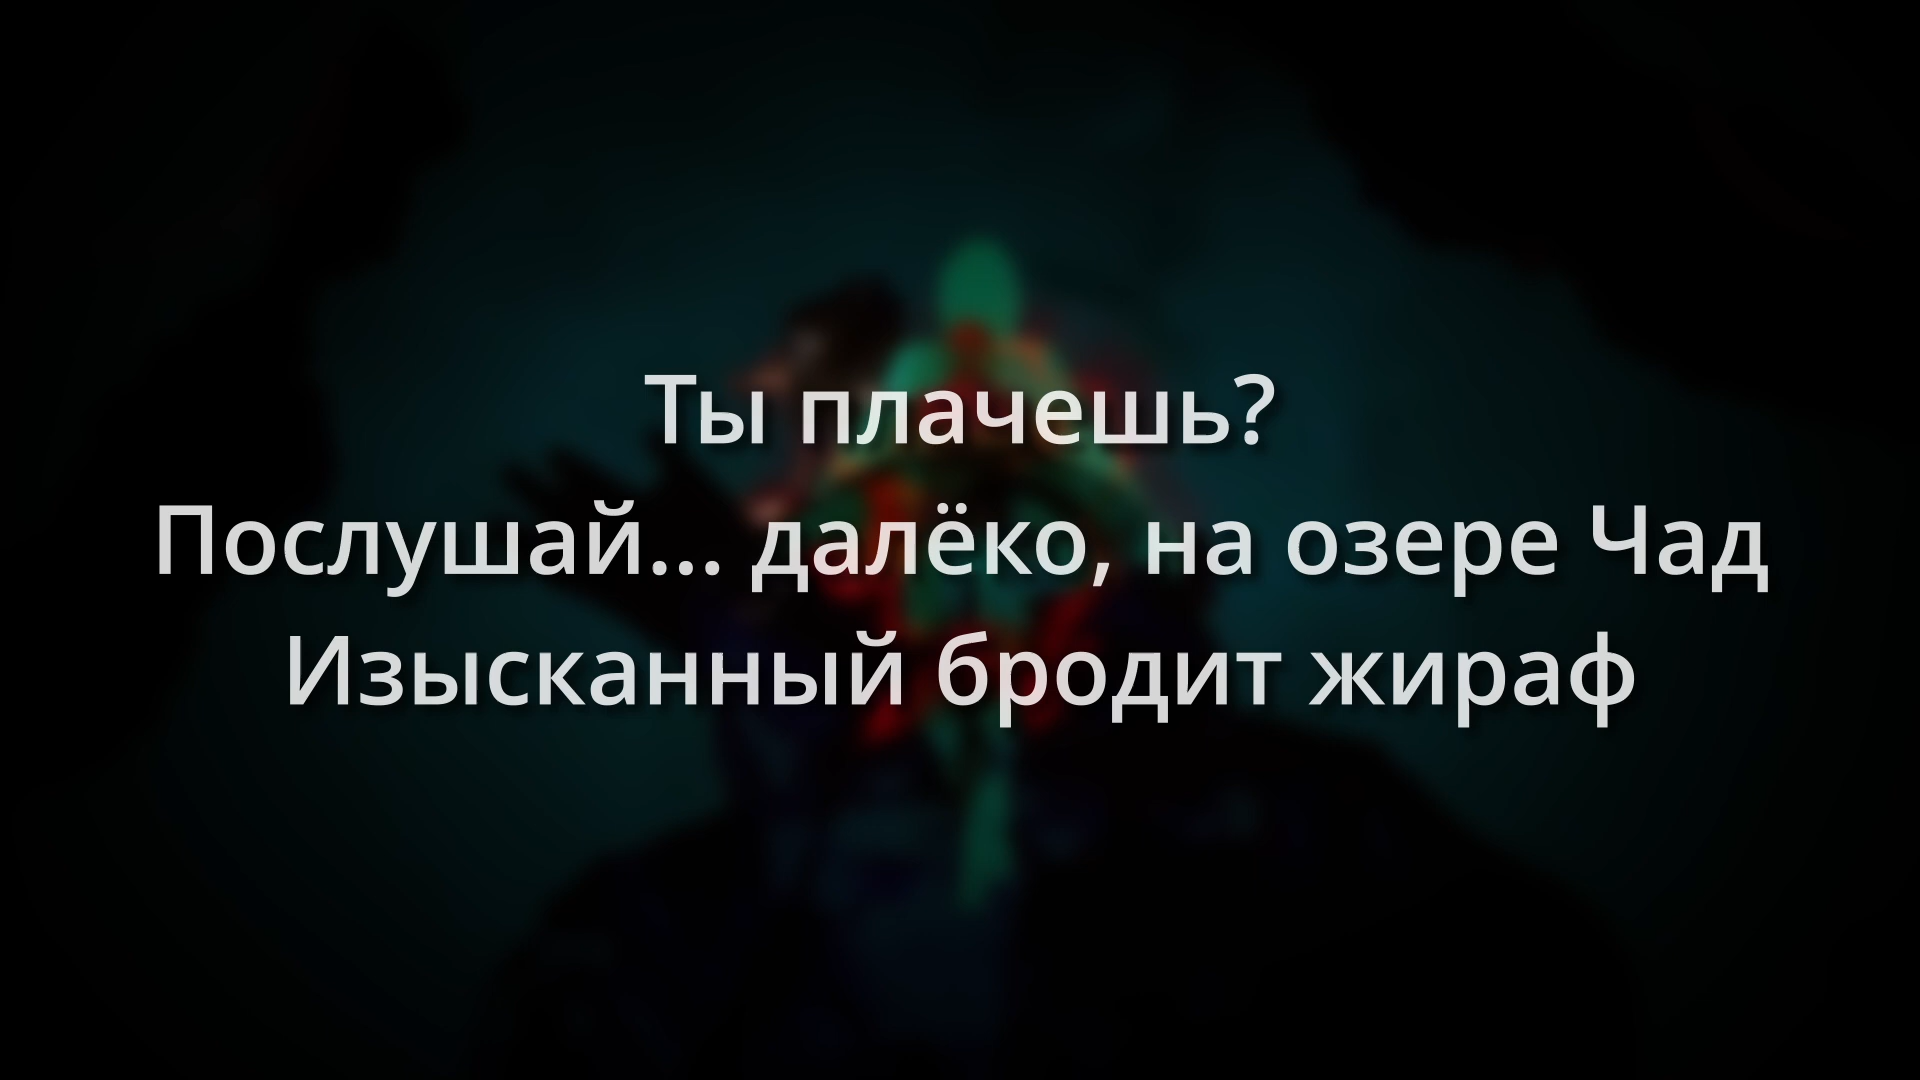 Ты плачешь?
Послушай... далёко, на озере Чад
Изысканный бродит жираф